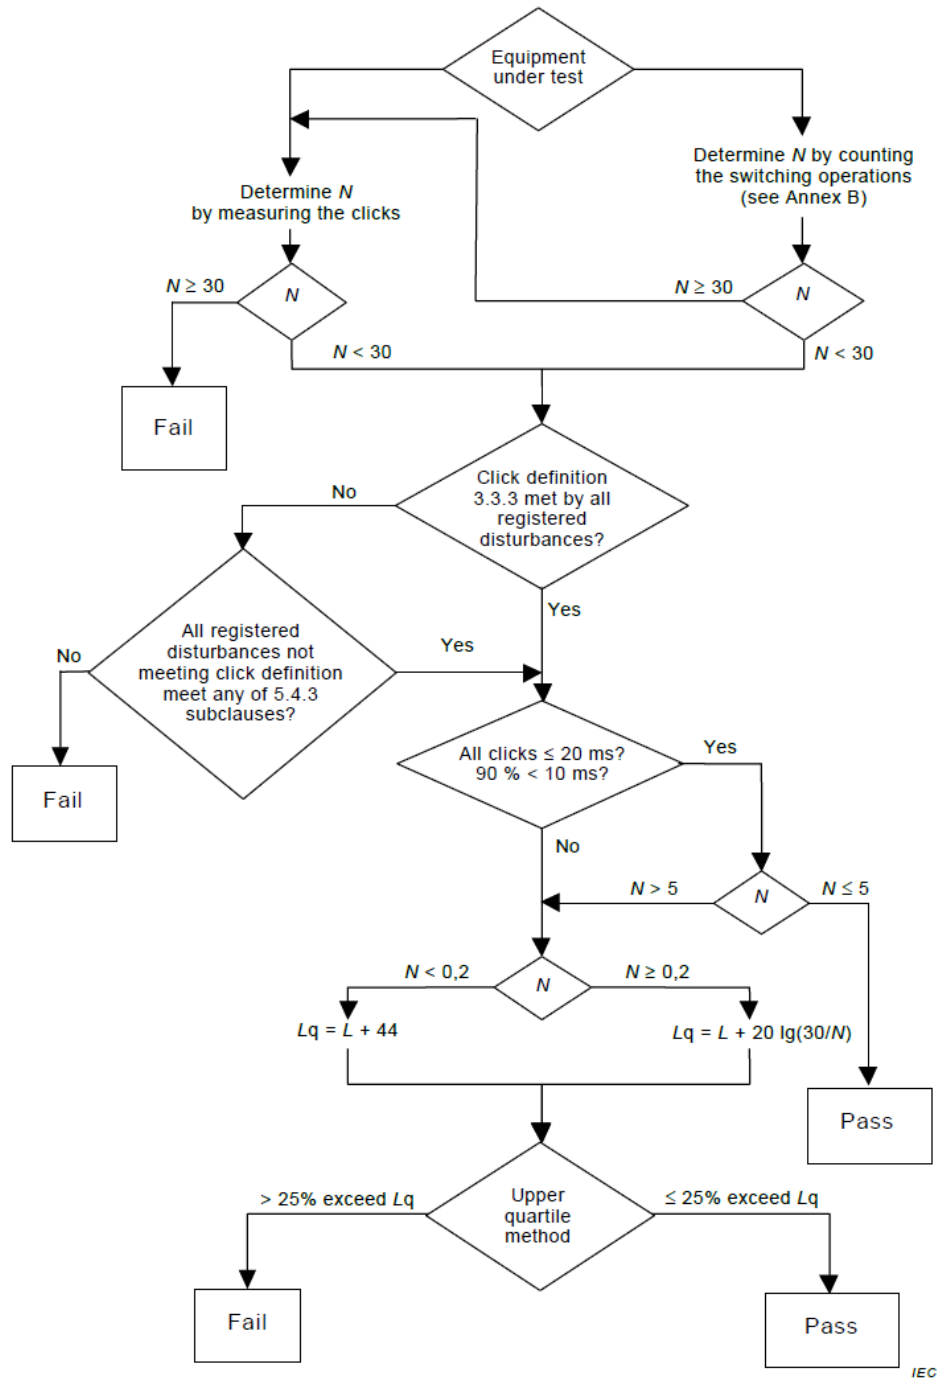 Equipment
under test
Determine N by counting
the switching operations
(see Annex B)
Determine N
by measuring the clicks
N ≥ 30
N
N ≥ 30
N
N < 30
N < 30
Fail
Click definition
3.3.3 met by all
registered
disturbances?
No
Yes
All registered
disturbances not
meeting click definition
meet any of 5.4.3
subclauses?
No
Yes
Fail
All clicks ≤ 20 ms?
90 % < 10 ms?
Yes
No
N > 5
N
N ≤ 5
N < 0,2
N
N ≥ 0,2
Lq = L + 44
Lq = L + 20 lg(30/N)
Pass
> 25% exceed Lq
Upper
quartile
method
≤ 25% exceed Lq
Fail
Pass
IEC